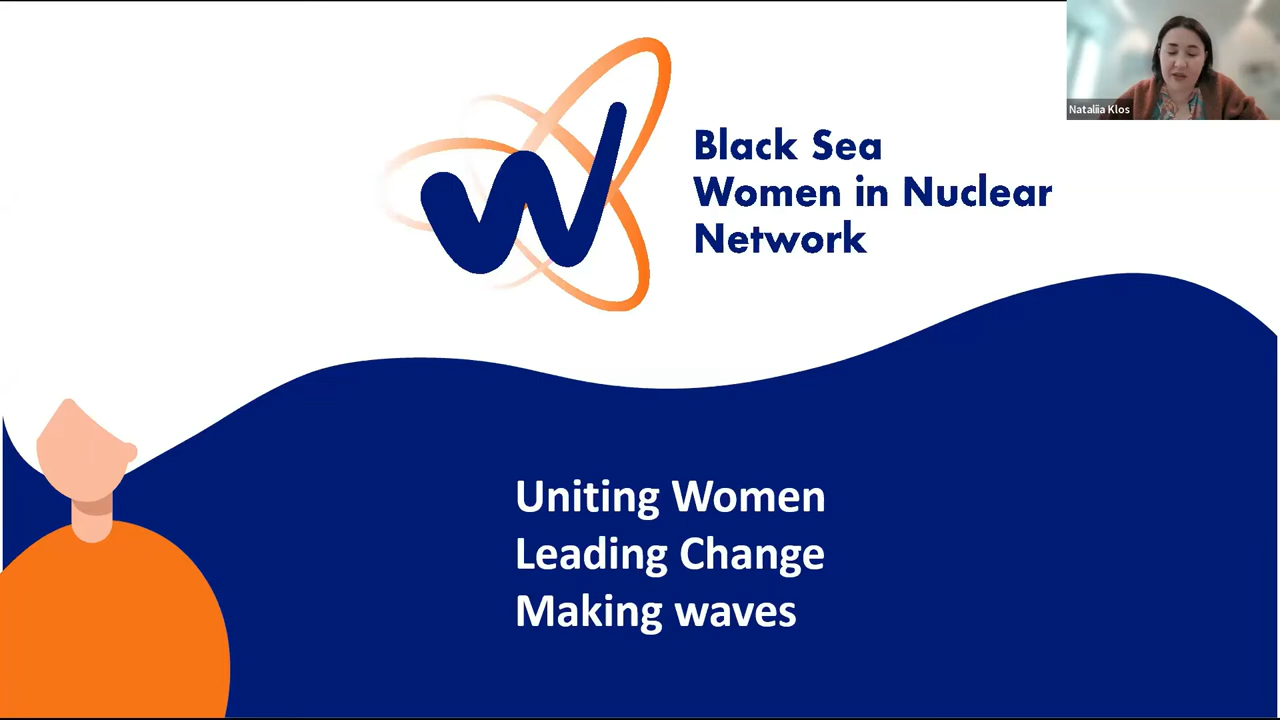 Nataliia Klos
Black Sea
Women in Nuclear
Network
Uniting Women
Leading Change
Making waves